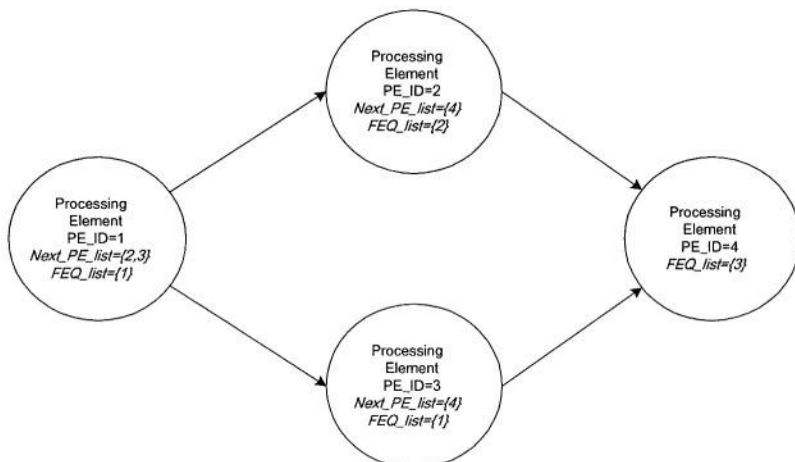 Processing
Element
PE_ID=2
Next_PE_list={4}
FEQ_list={2}
Processing
Element
PE_ID=1
Next_PE_list={2,3}
FEQ_list={1}
Processing
Element
PE_ID=4
FEQ_list={3}
Processing
Element
PE_ID=3
Next_PE_list={4}
FEQ_list={1}